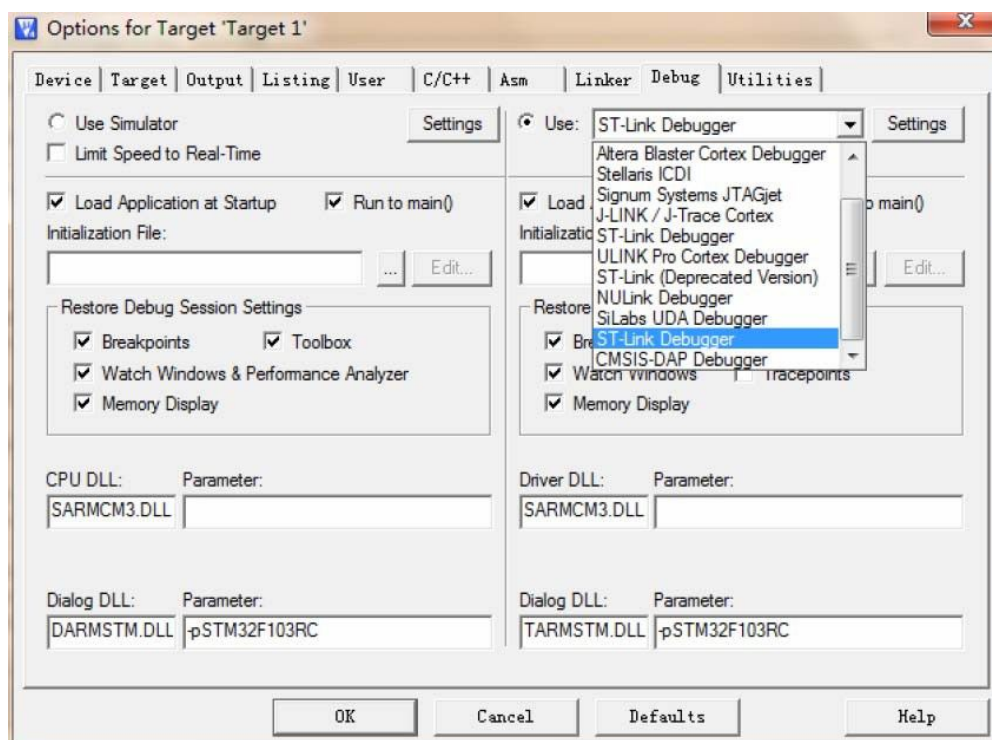 Options for Target 'Target 1'
Device Target Output Listing User C/C++ Asm Linker Debug Utilities
Use Simulator Settings Use: ST-Link Debugger Settings
Limit Speed to Real-Time
Altera Blaster Cortex Debugger
Stellaris ICDI
Signum Systems JTAGjet
J-LINK / J-Trace Cortex
ST-Link Debugger
ULINK Pro Cortex Debugger
ST-Link (Deprecated Version)
NULink Debugger
SiLabs UDA Debugger
ST-Link Debugger
CMSIS-DAP Debugger
Load Application at Startup Run to main() Load main()
Initialization File:
... Edit... Edit...
Restore Debug Session Settings Restore
Breakpoints Toolbox
Watch Windows & Performance Analyzer Watch Windows Tracepoints
Memory Display Memory Display
CPU DLL: Parameter: Driver DLL: Parameter:
SARMCM3.DLL SARMCM3.DLL
Dialog DLL: Parameter: Dialog DLL: Parameter:
DARMSTM.DLL -pSTM32F103RC TARMSTM.DLL -pSTM32F103RC
OK Cancel Defaults Help